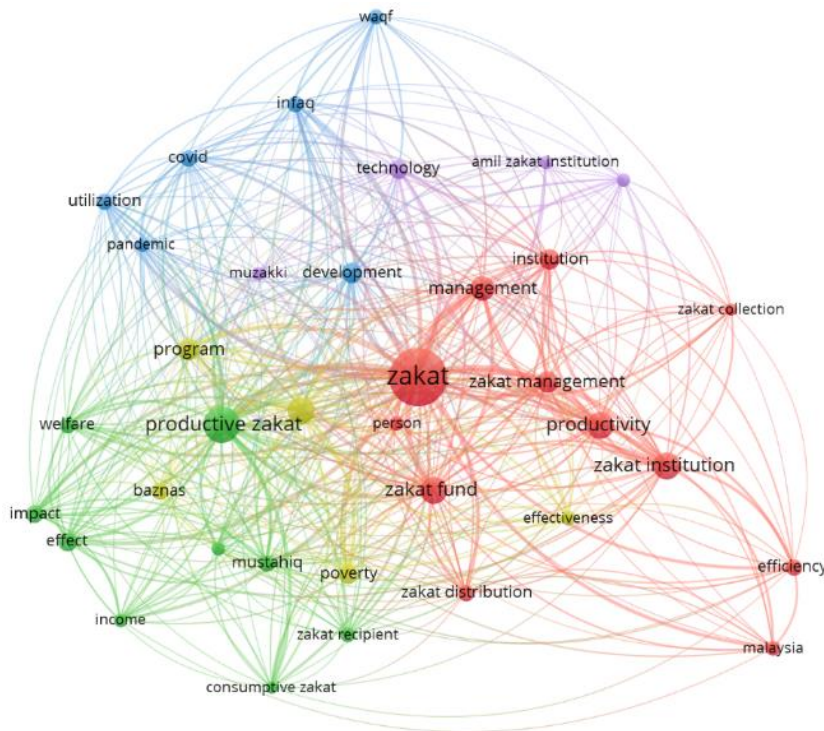 waqf
infaq
covid
technology
amil zakat institution
utilization
pandemic
muzakki
development
institution
management
zakat collection
program
zakat
zakat management
welfare
productive zakat
person
productivity
zakat institution
baznas
zakat fund
impact
effect
effectiveness
mustahiq
poverty
efficiency
zakat distribution
income
zakat recipient
malaysia
consumptive zakat